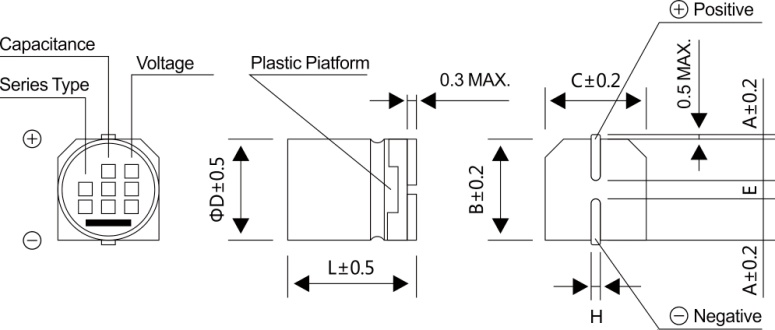 Capacitance
Voltage
Series Type
⊕
⊖
Plastic Piatform
0.3 MAX.
ΦD±0.5
L±0.5
⊕ Positive
C±0.2
0.5 MAX.
A±0.2
B±0.2
E
A±0.2
H
⊖ Negative